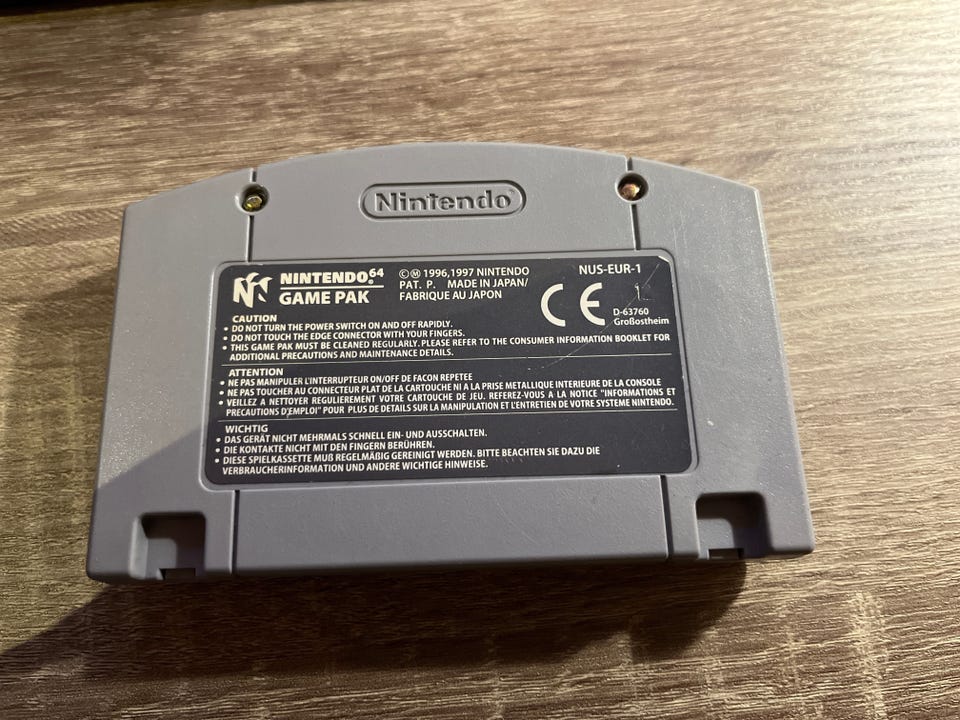 Nintendo
NINTENDO 64
GAME PAK
©Ⓜ 1996,1997 NINTENDO
PAT. P. MADE IN JAPAN/
FABRIQUE AU JAPON
NUS-EUR-1
CE
D-63760
Großostheim
CAUTION
• DO NOT TURN THE POWER SWITCH ON AND OFF RAPIDLY.
• DO NOT TOUCH THE EDGE CONNECTOR WITH YOUR FINGERS.
• THIS GAME PAK MUST BE CLEANED REGULARLY. PLEASE REFER TO THE CONSUMER INFORMATION BOOKLET FOR
ADDITIONAL PRECAUTIONS AND MAINTENANCE DETAILS.
ATTENTION
• NE PAS MANIPULER L'INTERRUPTEUR ON/OFF DE FACON REPETEE
• NE PAS TOUCHER AU CONNECTEUR PLAT DE LA CARTOUCHE NI A LA PRISE METALLIQUE INTERIEURE DE LA CONSOLE
• VEILLEZ A NETTOYER REGULIEREMENT VOTRE CARTOUCHE DE JEU. REFEREZ-VOUS A LA NOTICE "INFORMATIONS ET
PRECAUTIONS D'EMPLOI" POUR PLUS DE DETAILS SUR LA MANIPULATION ET L'ENTRETIEN DE VOTRE SYSTEME NINTENDO.
WICHTIG
• DAS GERÄT NICHT MEHRMALS SCHNELL EIN- UND AUSSCHALTEN.
• DIE KONTAKTE NICHT MIT DEN FINGERN BERÜHREN.
• DIESE SPIELKASSETTE MUß REGELMÄßIG GEREINIGT WERDEN. BITTE BEACHTEN SIE DAZU DIE
VERBRAUCHERINFORMATION UND ANDERE WICHTIGE HINWEISE.